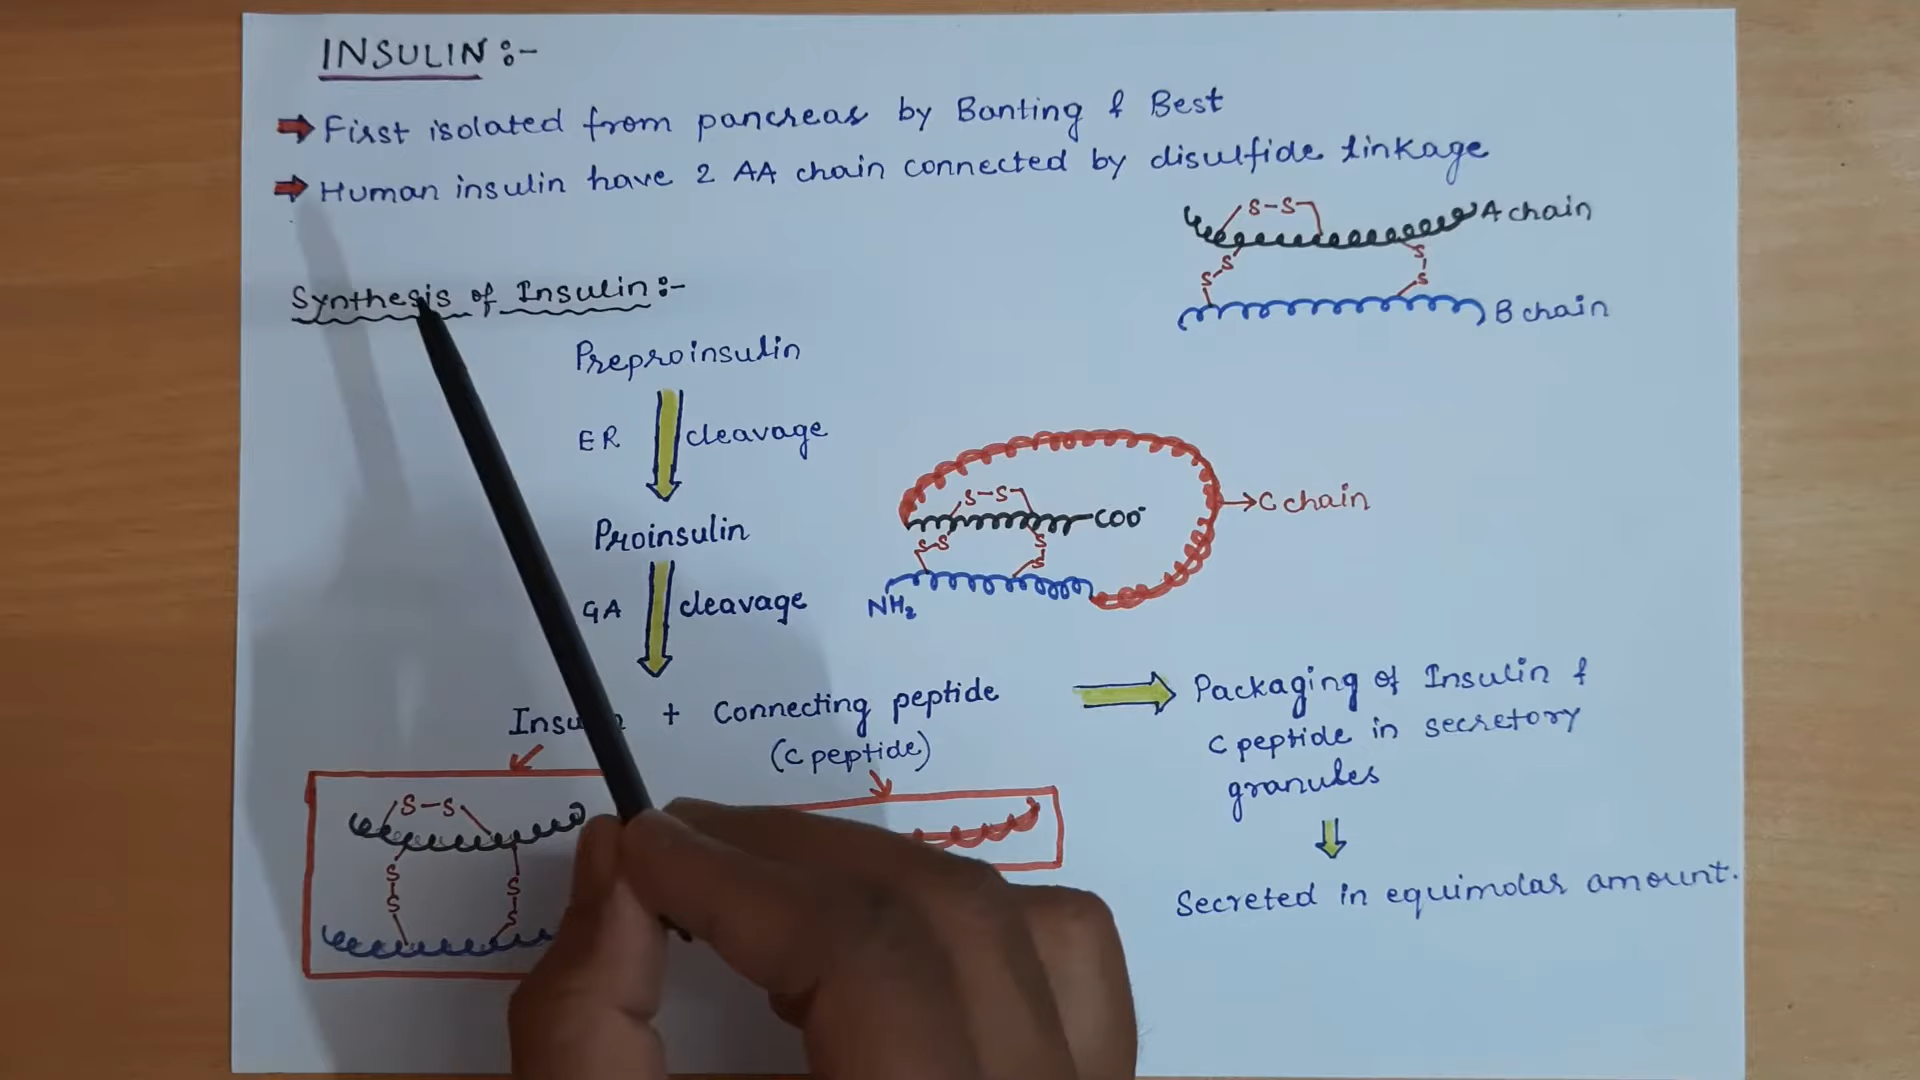 INSULIN :-
First isolated from pancreas by Banting & Best
Human insulin have 2 AA chain connected by disulfide linkage
S-S
A chain
S
S
S
S
B chain
Synthesis of Insulin :-
Preproinsulin
ER cleavage
Proinsulin
GA cleavage
S-S
COO-
S-S
S
S
NH2
C chain
+ Connecting peptide
(C peptide)
Packaging of Insulin &
C peptide in secretory
granules
Secreted in equimolar amount.
S-S
S
S
S
S